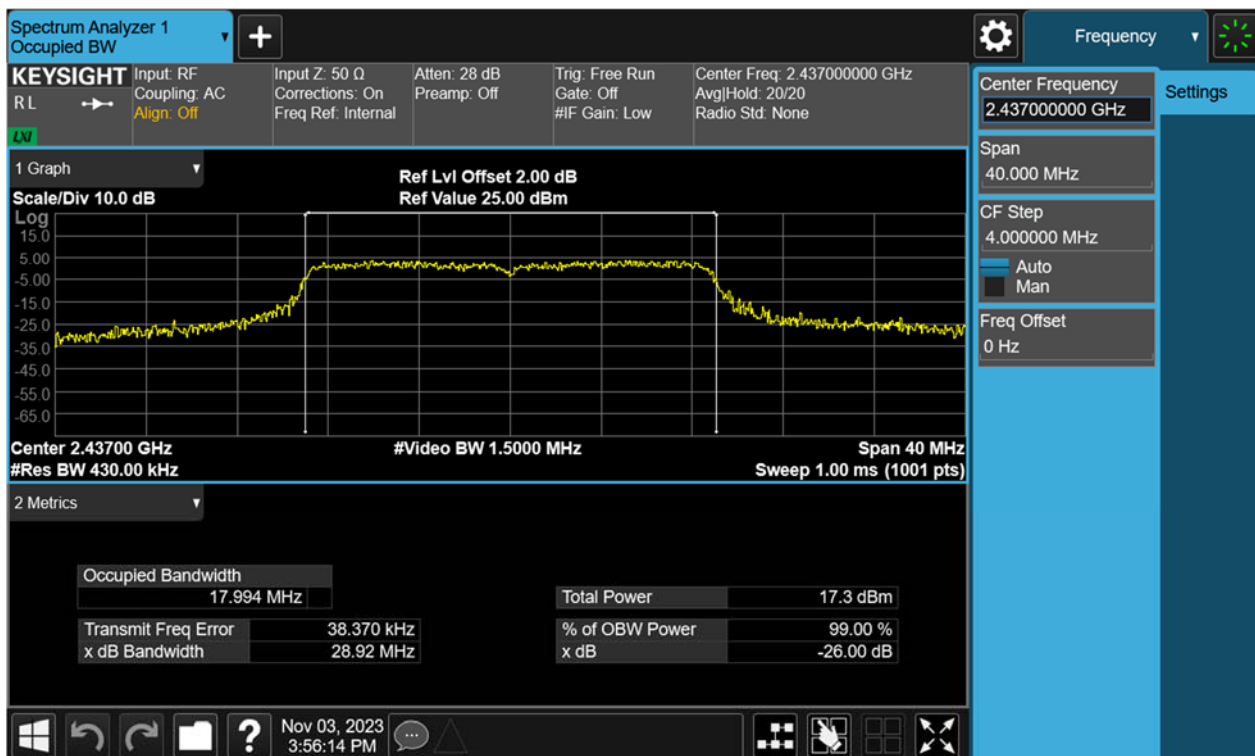 Spectrum Analyzer 1
Occupied BW
+
Frequency
KEYSIGHT
R L
LXI
Input: RF
Coupling: AC
Align: Off
Input Z: 50 Ω
Corrections: On
Freq Ref: Internal
Atten: 28 dB
Preamp: Off
Trig: Free Run
Gate: Off
#IF Gain: Low
Center Freq: 2.437000000 GHz
Avg|Hold: 20/20
Radio Std: None
Center Frequency
2.437000000 GHz
Settings
Span
40.000 MHz
CF Step
4.000000 MHz
Auto
Man
Freq Offset
0 Hz
1 Graph
Scale/Div 10.0 dB
Ref Lvl Offset 2.00 dB
Ref Value 25.00 dBm
Log
15.0
5.00
-5.00
-15.0
-25.0
-35.0
-45.0
-55.0
-65.0
Center 2.43700 GHz
#Video BW 1.5000 MHz
Span 40 MHz
#Res BW 430.00 kHz
Sweep 1.00 ms (1001 pts)
2 Metrics
Occupied Bandwidth
17.994 MHz
Total Power 17.3 dBm
Transmit Freq Error 38.370 kHz
% of OBW Power 99.00 %
x dB Bandwidth 28.92 MHz
x dB -26.00 dB
?
Nov 03, 2023
3:56:14 PM